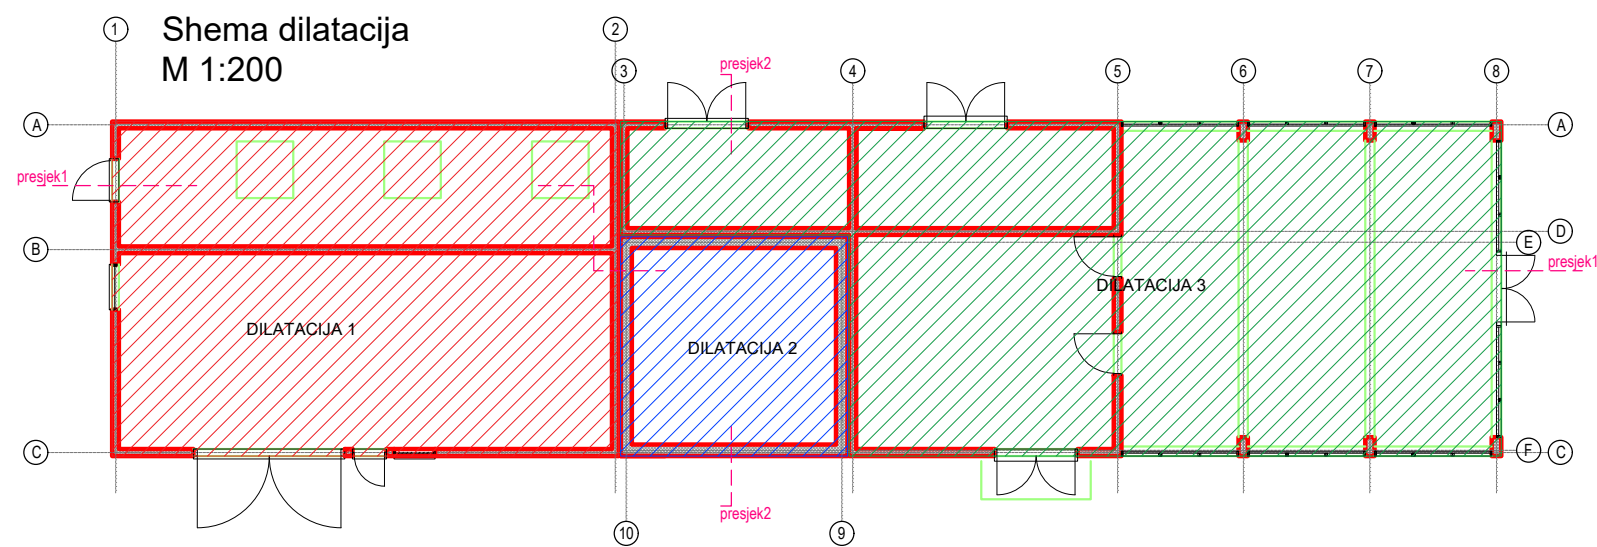 Shema dilatacija
M 1:200
1
2
3
4
5
6
7
8
presjek2
A
A
presjek1
B
D
E
presjek1
DILATACIJA 3
DILATACIJA 1
DILATACIJA 2
C
F
C
presjek2
10
9